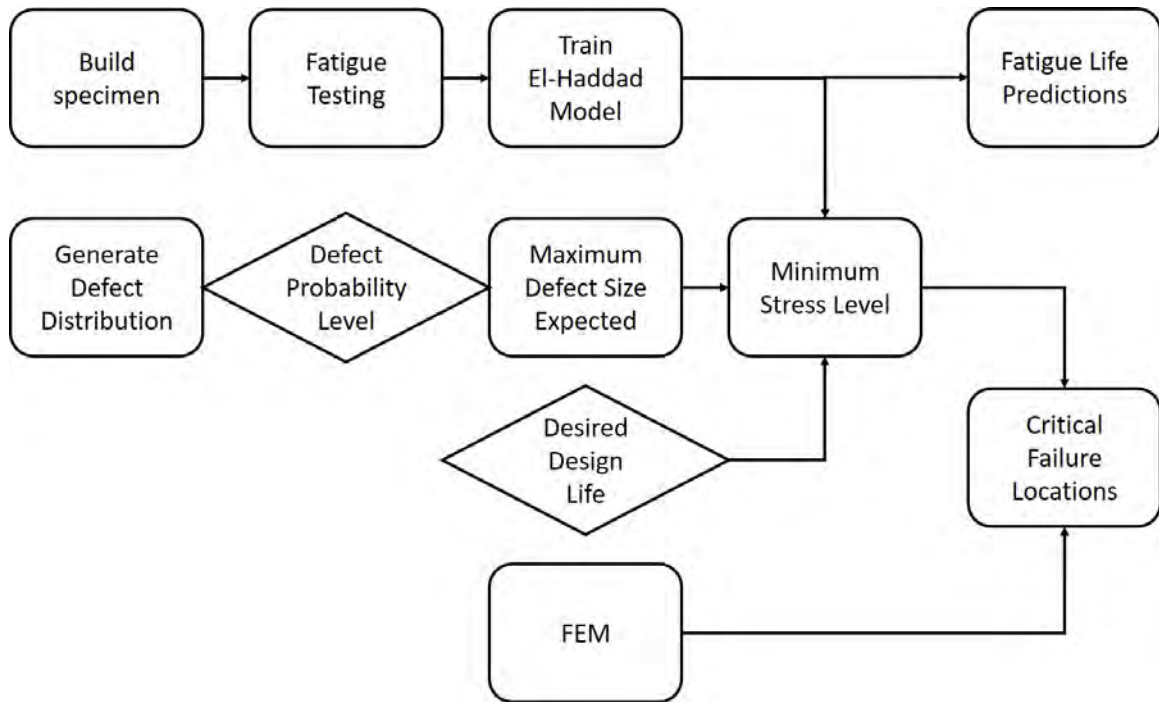 Build
specimen
Fatigue
Testing
Train
El-Haddad
Model
Fatigue Life
Predictions
Generate
Defect
Distribution
Defect
Probability
Level
Maximum
Defect Size
Expected
Minimum
Stress Level
Desired
Design
Life
Critical
Failure
Locations
FEM